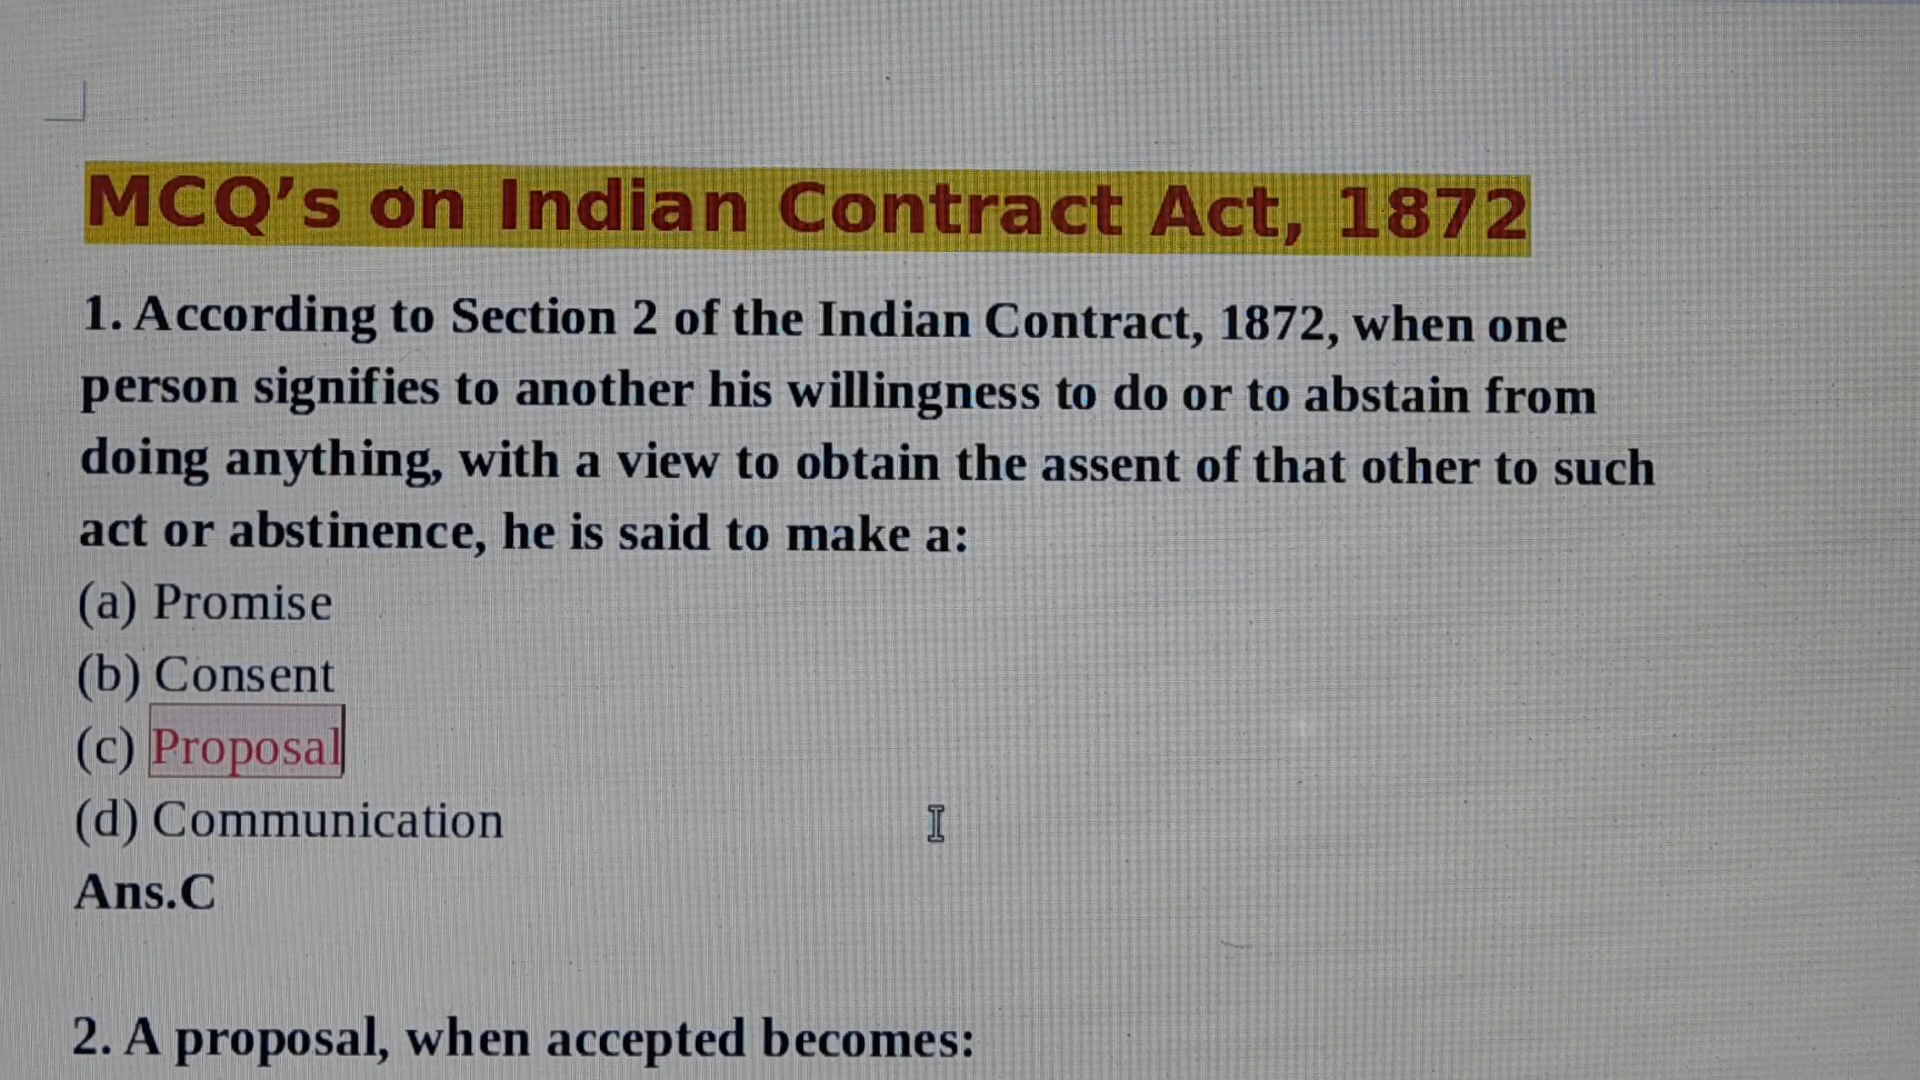 MCQ’s on Indian Contract Act, 1872
1. According to Section 2 of the Indian Contract, 1872, when one
person signifies to another his willingness to do or to abstain from
doing anything, with a view to obtain the assent of that other to such
act or abstinence, he is said to make a:
(a) Promise
(b) Consent
(c) Proposal
(d) Communication
Ans.C
2. A proposal, when accepted becomes: